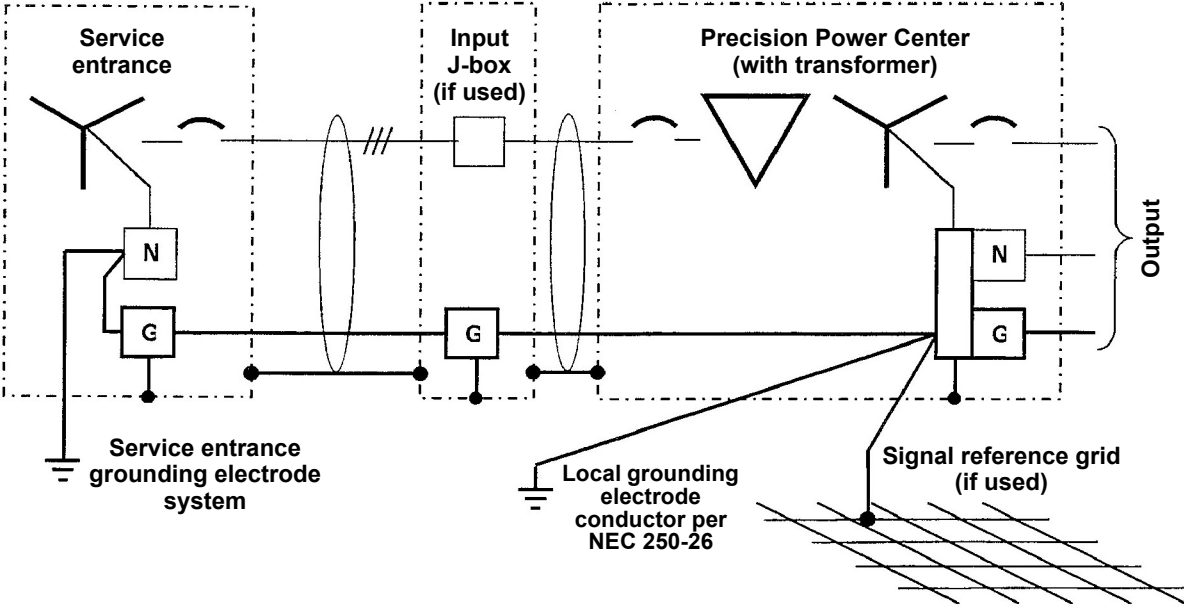 Service
entrance
Input
J-box
(if used)
Precision Power Center
(with transformer)
N
G
G
N
G
Output
Service entrance
grounding electrode
system
Local grounding
electrode
conductor per
NEC 250-26
Signal reference grid
(if used)